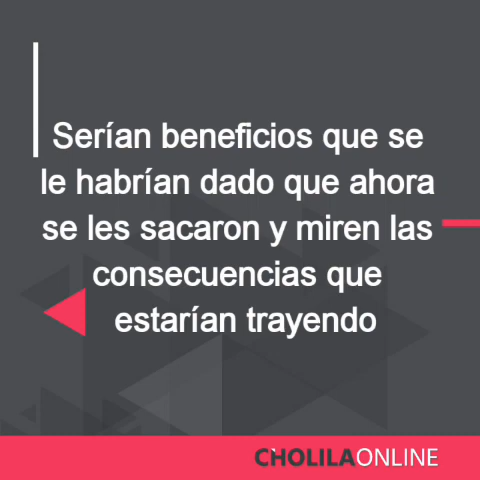 Serían beneficios que se
le habrían dado que ahora
se les sacaron y miren las
consecuencias que
estarían trayendo
CHOLILAONLINE